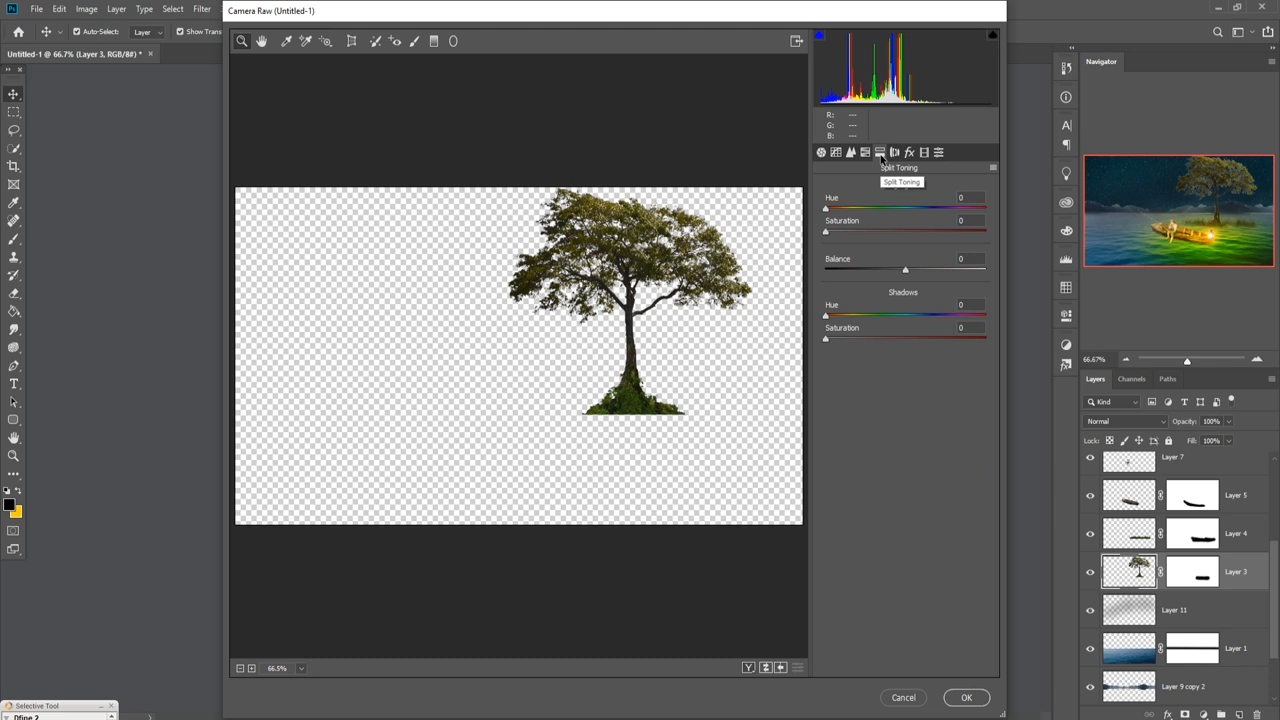 Camera Raw (Untitled-1)
Ps File Edit Image Layer Type Select Filter
Auto-Select: Layer Show Trans
Untitled-1 @ 66.7% (Layer 3, RGB/8#) *
R: ---
G: ---
B: ---
Split Toning
Split Toning
Hue 0
Saturation 0
Balance 0
Shadows
Hue 0
Saturation 0
66.5%
Y
Cancel
OK
Navigator
66.67%
Layers Channels Paths
Kind
Normal Opacity: 100%
Lock: Fill: 100%
Layer 7
Layer 5
Layer 4
Layer 3
Layer 11
Layer 1
Layer 9 copy 2
Selective Tool
Dfine 2